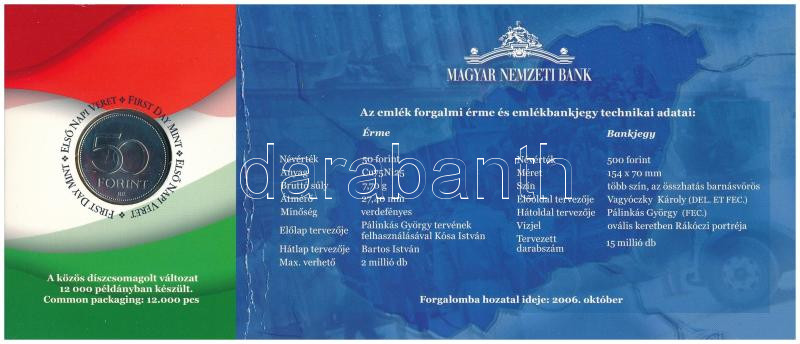 ELSŐ NAPI VERET • FIRST DAY MINT • ELSŐ NAPI VERET • FIRST DAY MINT •
50
FORINT
BP.
A közös díszcsomagolt változat
12 000 példányban készült.
Common packaging: 12.000 pcs
MAGYAR NEMZETI BANK
Az emlék forgalmi érme és emlékbankjegy technikai adatai:
Érme
Névérték 50 forint
Anyag Cu75Ni25
Bruttó súly 7,70 g
Átmérő 27,40 mm
Minőség verdefényes
Előlap tervezője Pálinkás György tervének
felhasználásával Kósa István
Hátlap tervezője Bartos István
Max. verhető 2 millió db
Bankjegy
Névérték 500 forint
Méret 154 x 70 mm
Szín több szín, az összhatás barnásvörös
Előoldal tervezője Vagyóczky Károly (DEL. ET FEC.)
Hátoldal tervezője Pálinkás György (FEC.)
Vízjel ovális keretben Rákóczi portréja
Tervezett
darabszám 15 millió db
Forgalomba hozatal ideje: 2006. október
darabanth